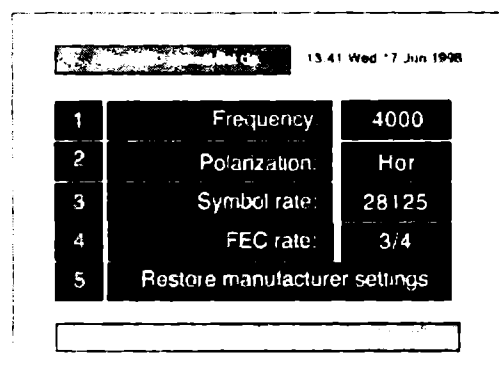 13:41 Wed 17 Jun 1998
1 Frequency: 4000
2 Polarization: Hor
3 Symbol rate: 28125
4 FEC rate: 3/4
5 Restore manufacturer settings